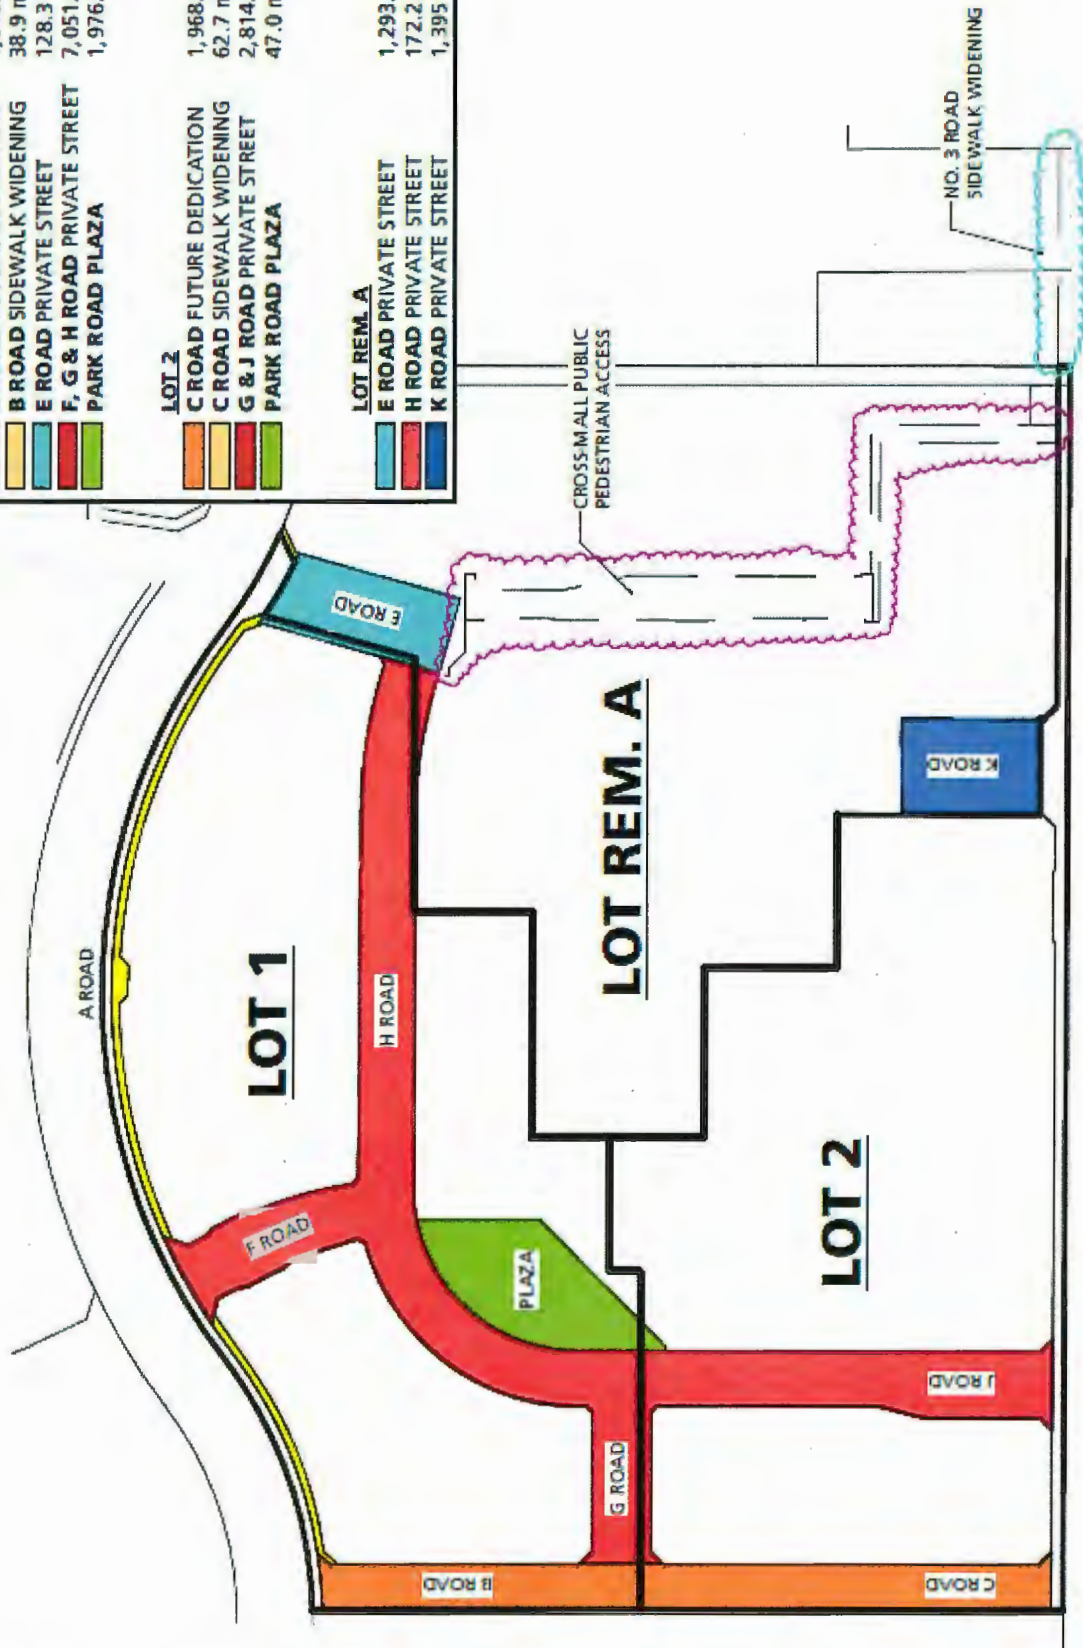 B ROAD SIDEWALK WIDENING 38.9 m
E ROAD PRIVATE STREET 128.3
F, G & H ROAD PRIVATE STREET 7,051.
PARK ROAD PLAZA 1,976.
LOT 2
C ROAD FUTURE DEDICATION 1,968.
C ROAD SIDEWALK WIDENING 62.7 m
G & J ROAD PRIVATE STREET 2,814.
PARK ROAD PLAZA 47.0 m
LOT REM. A
E ROAD PRIVATE STREET 1,293.
H ROAD PRIVATE STREET 172.2
K ROAD PRIVATE STREET 1,395
A ROAD
LOT 1
E ROAD
F ROAD
H ROAD
PLAZA
G ROAD
B ROAD
LOT REM. A
CROSS-MALL PUBLIC
PEDESTRIAN ACCESS
NO. 3 ROAD
SIDEWALK WIDENING
K ROAD
LOT 2
J ROAD
C ROAD